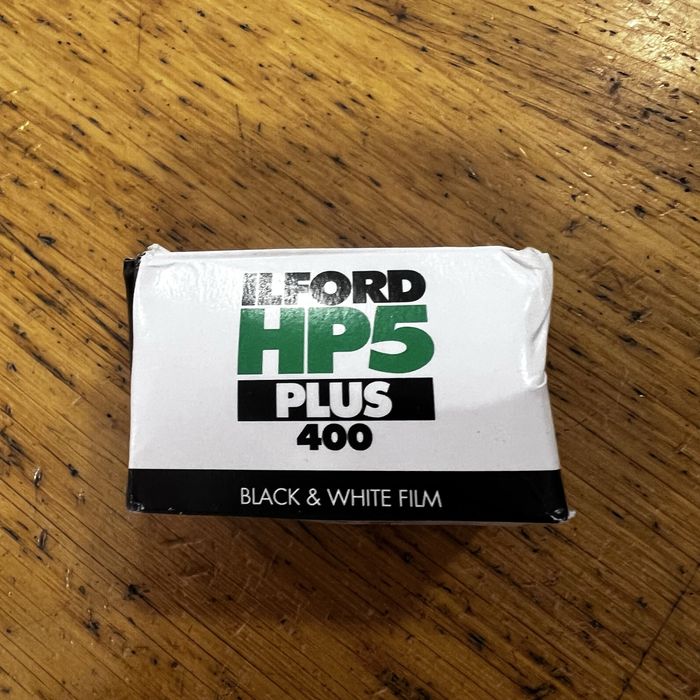 ILFORD
HP5
PLUS
400
BLACK & WHITE FILM